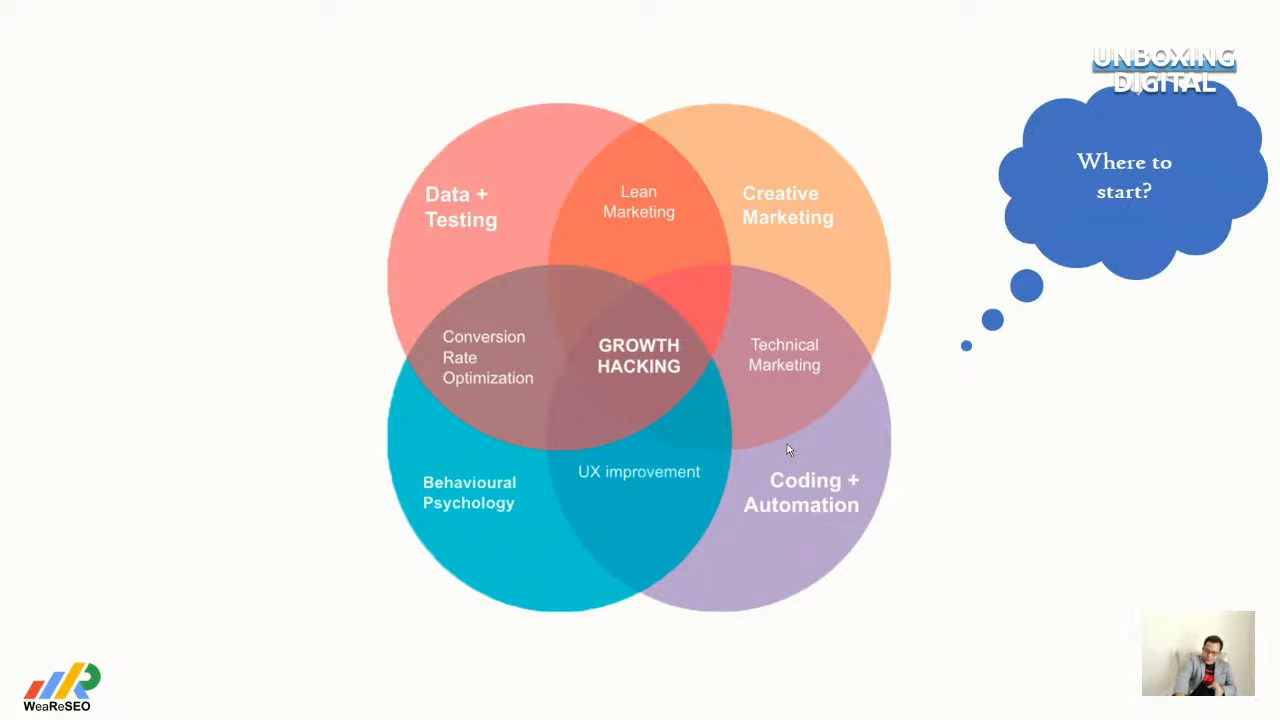 UNBOXING
DIGITAL
Where to
start?
Data +
Testing
Lean
Marketing
Creative
Marketing
Conversion
Rate
Optimization
GROWTH
HACKING
Technical
Marketing
Behavioural
Psychology
UX improvement
Coding +
Automation
WeaReSEO